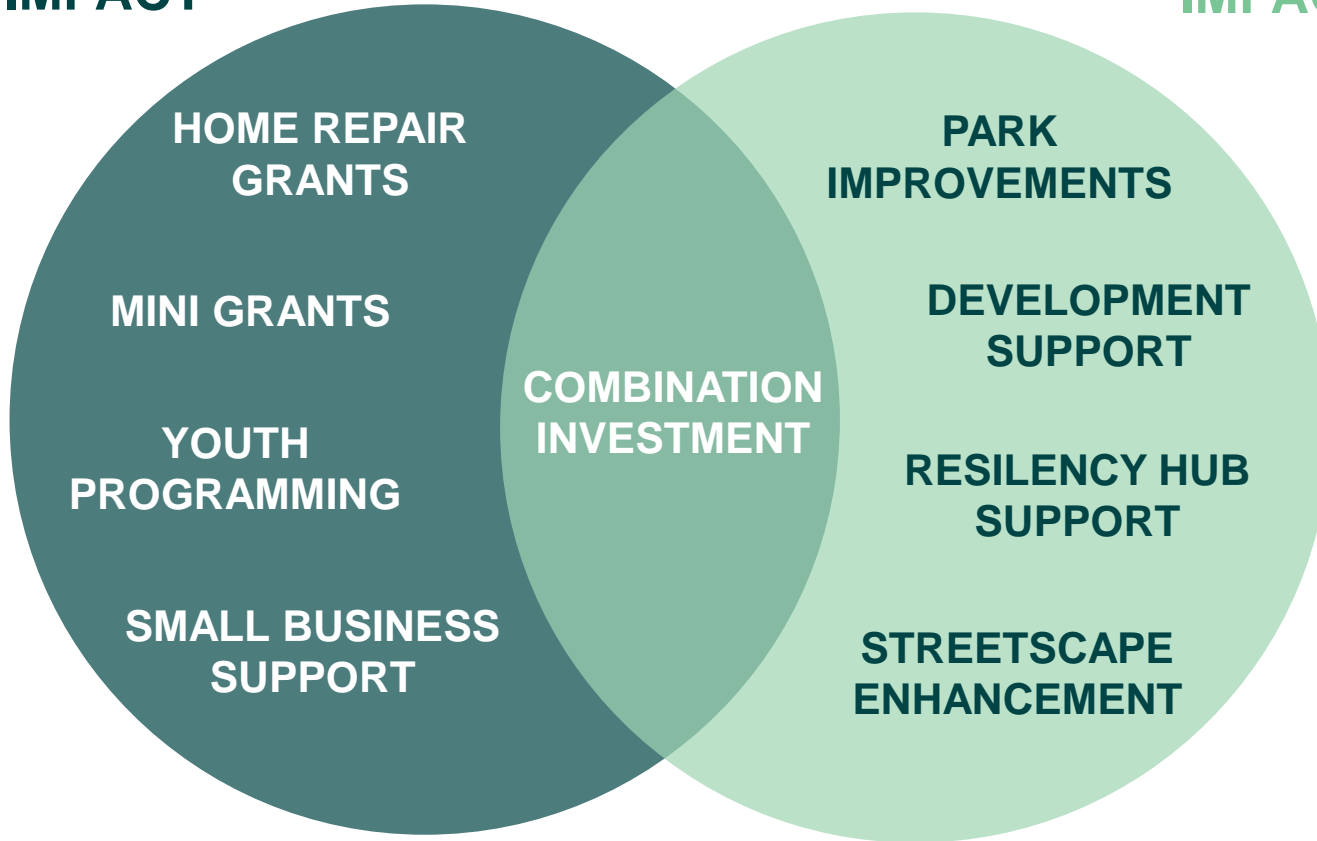 IMPACT
HOME REPAIR
GRANTS
MINI GRANTS
YOUTH
PROGRAMMING
SMALL BUSINESS
SUPPORT
COMBINATION
INVESTMENT
PARK
IMPROVEMENTS
DEVELOPMENT
SUPPORT
RESILENCY HUB
SUPPORT
STREETSCAPE
ENHANCEMENT